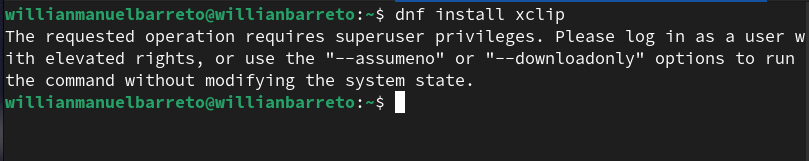 willianmanuelbarreto@willianbarreto:~$ dnf install xclip
The requested operation requires superuser privileges. Please log in as a user w
ith elevated rights, or use the "--assumeno" or "--downloadonly" options to run
the command without modifying the system state.
willianmanuelbarreto@willianbarreto:~$